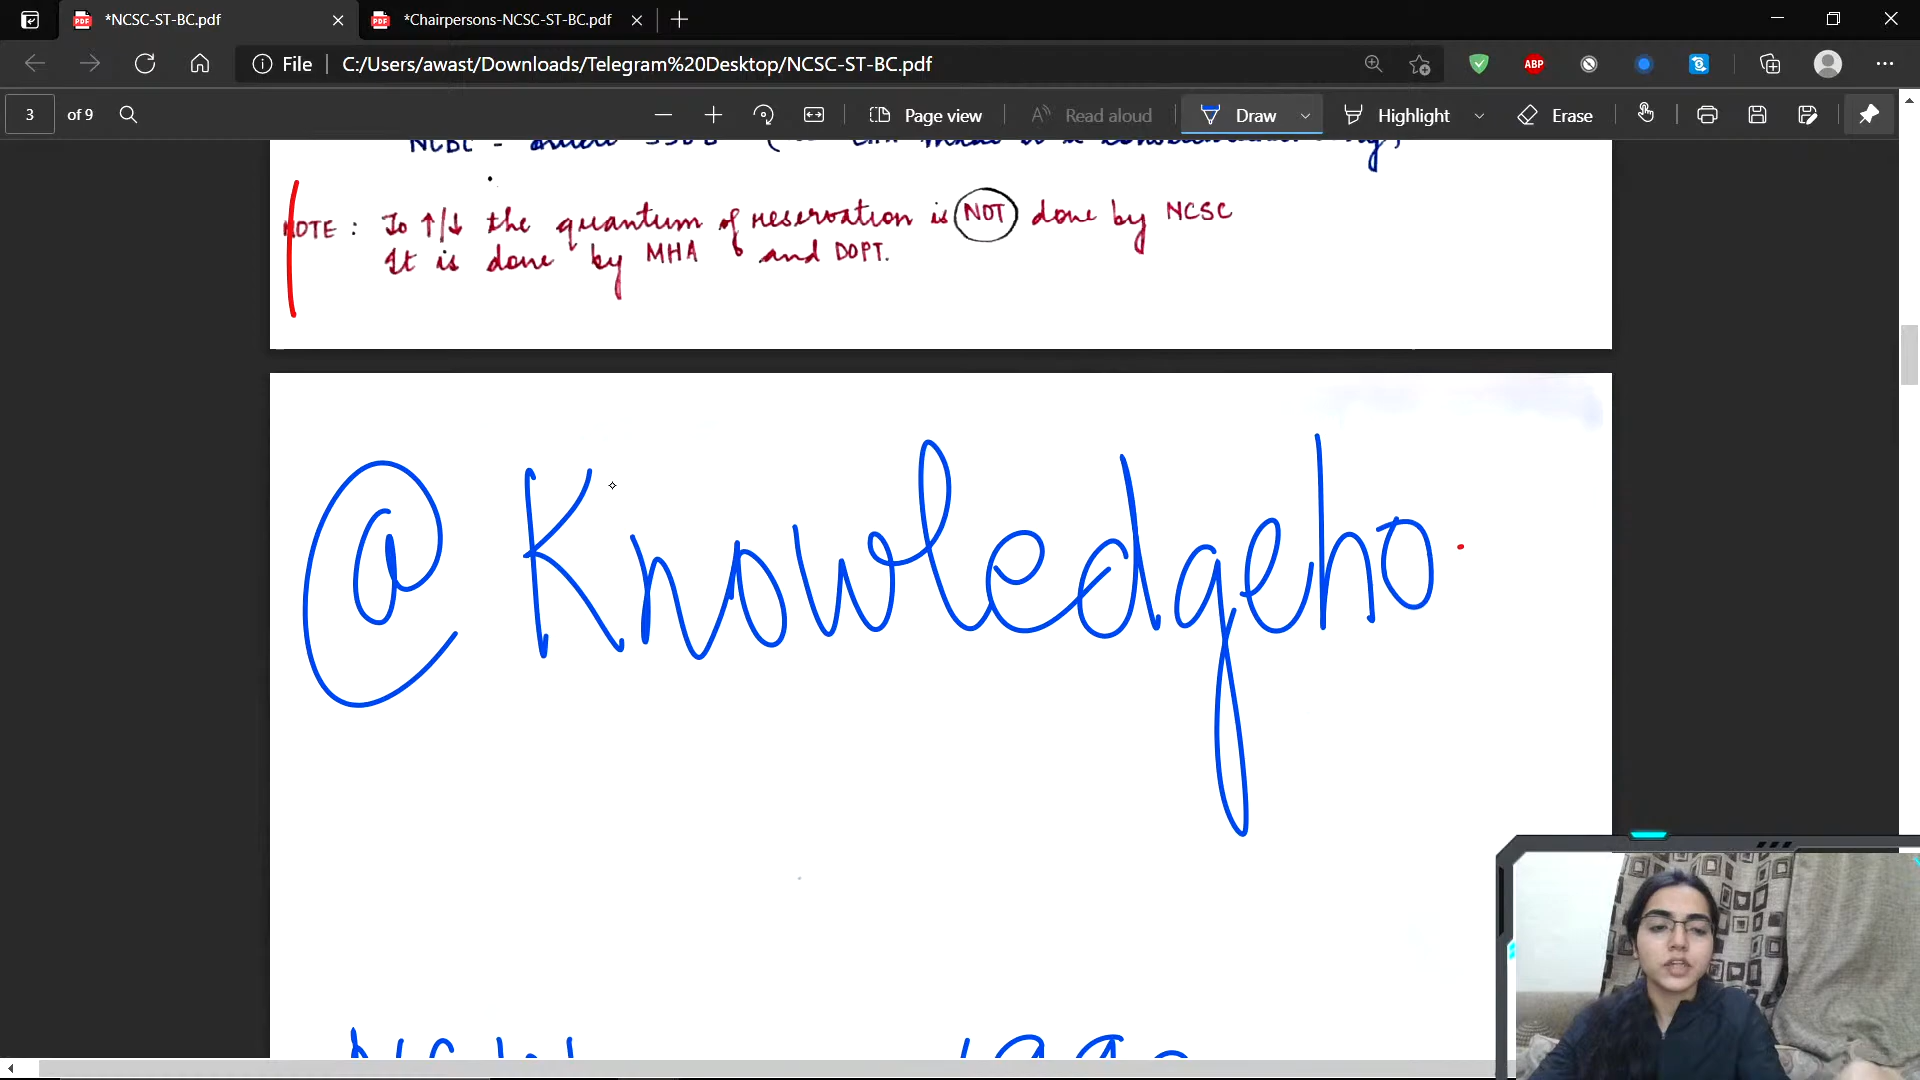 *NCSC-ST-BC.pdf
*Chairpersons-NCSC-ST-BC.pdf
File
C:/Users/awast/Downloads/Telegram%20Desktop/NCSC-ST-BC.pdf
ABP
3 of 9
Page view
Read aloud
Draw
Highlight
Erase
NCBC -
NOTE : To ↑/↓ the quantum of reservation is NOT done by NCSC
It is done by MHA and DOPT.
@Knowledgeho